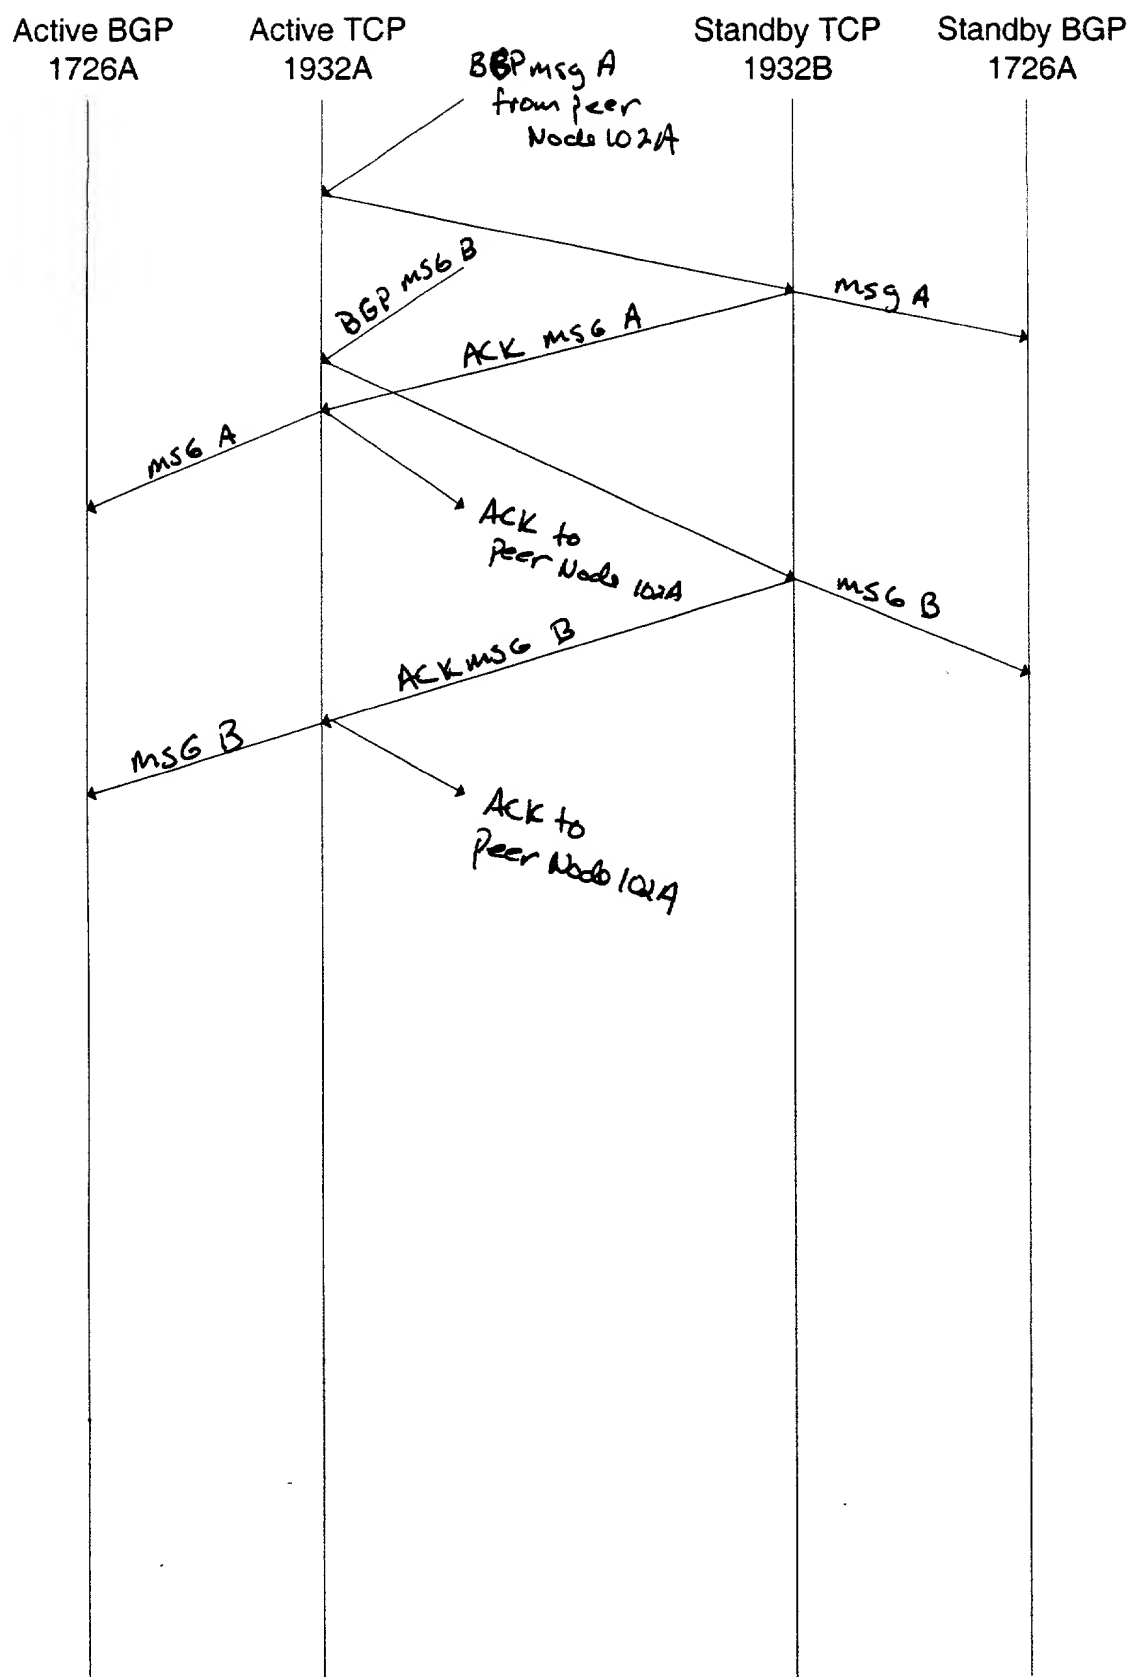 Active BGP
1726A
Active TCP
1932A
Standby TCP
1932B
Standby BGP
1726A
BGP msg A
from peer
Node 102A
BGP MSG B
msg A
ACK MSG A
MSG A
ACK to
Peer Node 102A
MSG B
ACK MSG B
MSG B
ACK to
Peer Node 102A